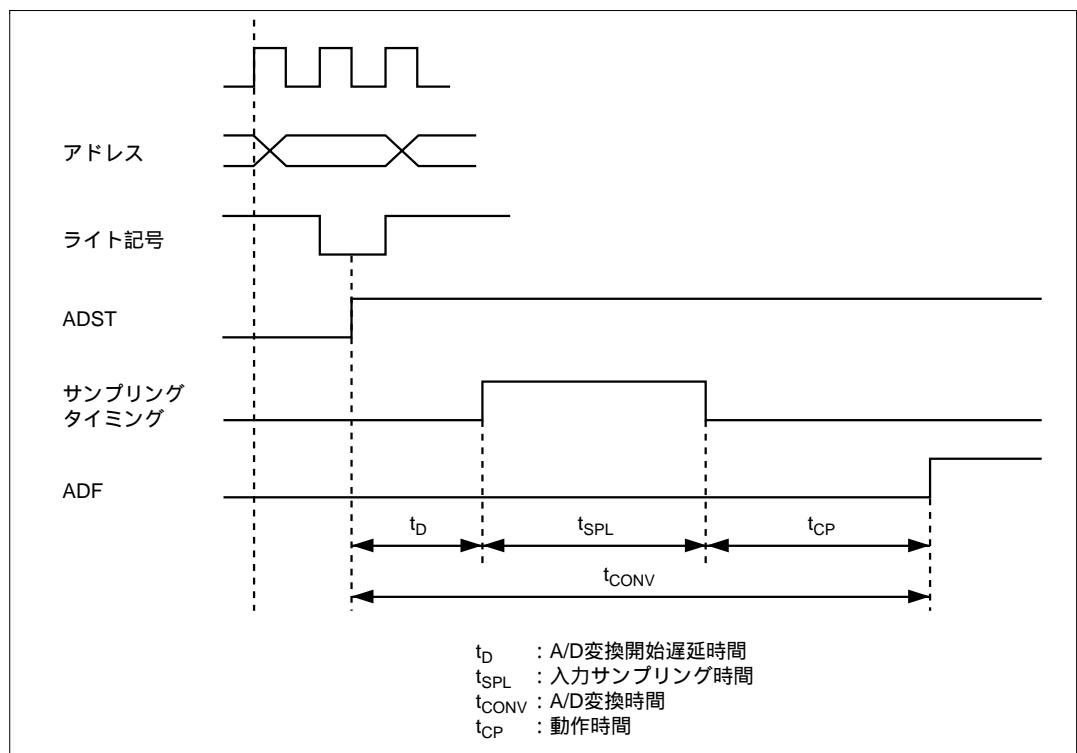 アドレス
ライト記号
ADST
サンプリング
タイミング
ADF
tD tSPL tCP
tCONV
tD :A/D変換開始遅延時間
tSPL :入力サンプリング時間
tCONV :A/D変換時間
tCP :動作時間